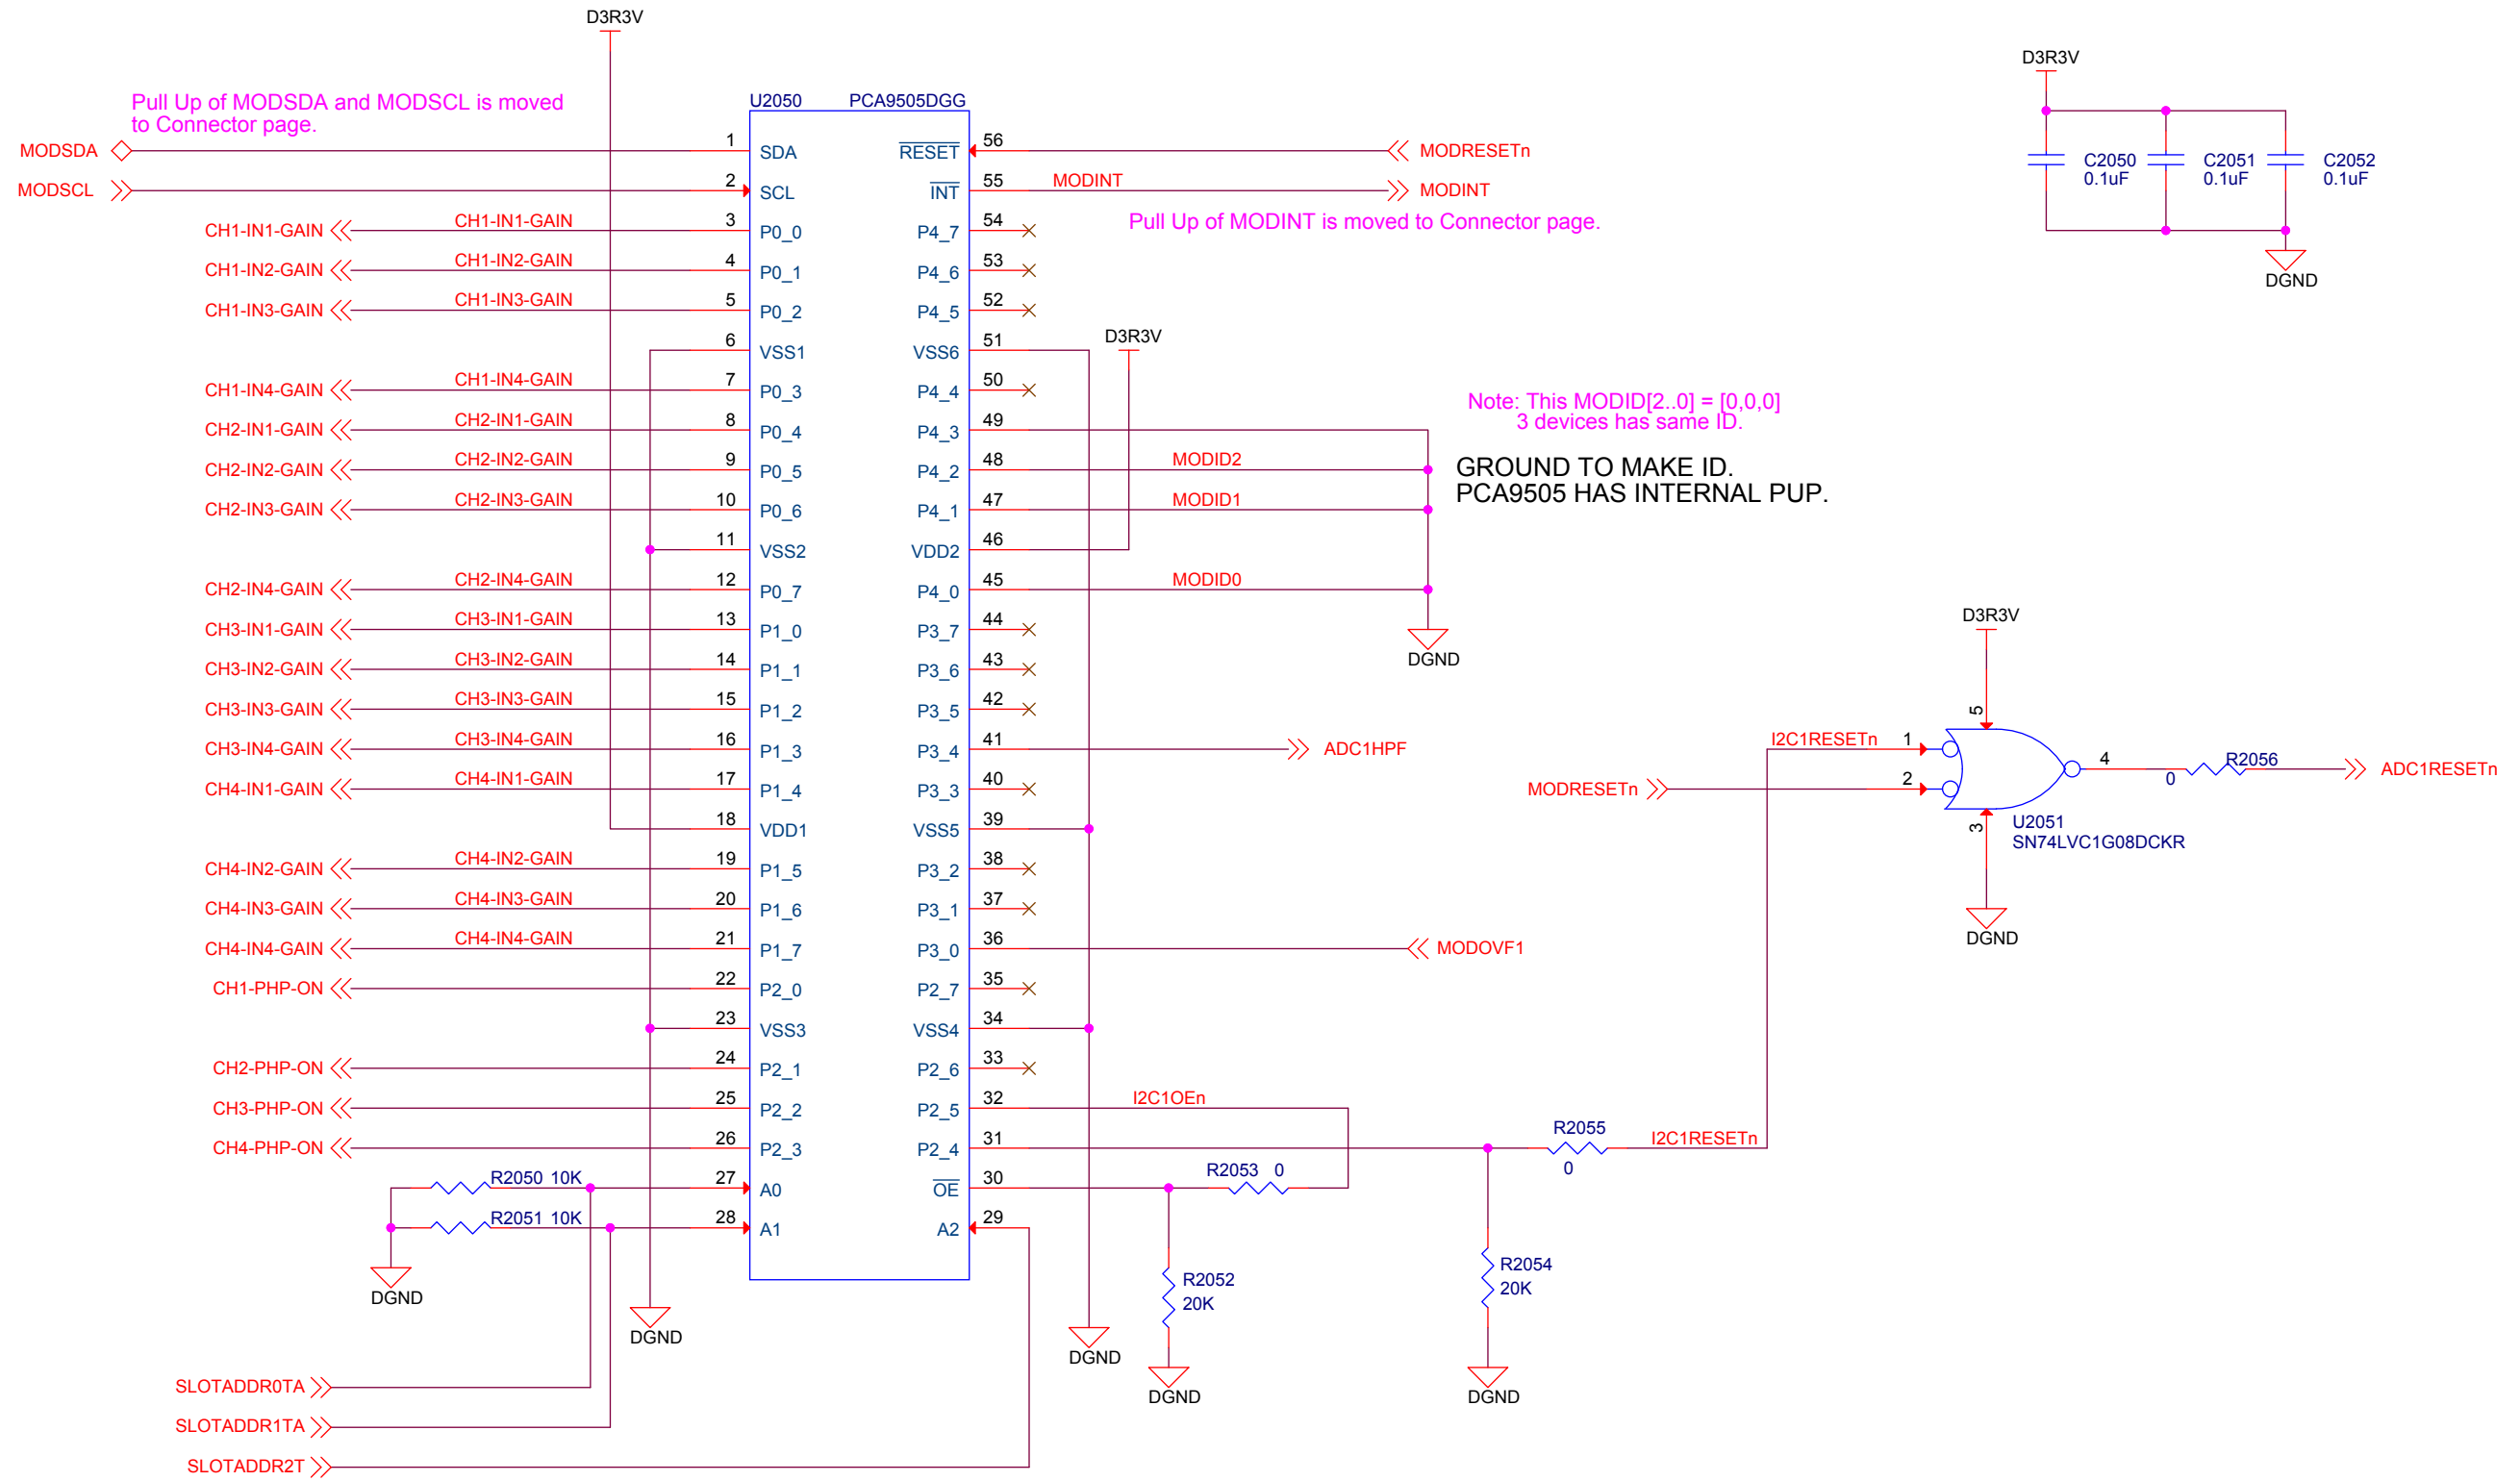 D3R3V
D3R3V
Pull Up of MODSDA and MODSCL is moved
to Connector page.
U2050 PCA9505DGG
MODSDA 1 SDA RESET 56 MODRESETn
MODSCL 2 SCL INT 55 MODINT MODINT
Pull Up of MODINT is moved to Connector page.
C2050 0.1uF
C2051 0.1uF
C2052 0.1uF
DGND
CH1-IN1-GAIN CH1-IN1-GAIN 3 P0_0 P4_7 54
CH1-IN2-GAIN CH1-IN2-GAIN 4 P0_1 P4_6 53
CH1-IN3-GAIN CH1-IN3-GAIN 5 P0_2 P4_5 52
D3R3V
6 VSS1 VSS6 51
CH1-IN4-GAIN CH1-IN4-GAIN 7 P0_3 P4_4 50
Note: This MODID[2..0] = [0,0,0]
3 devices has same ID.
CH2-IN1-GAIN CH2-IN1-GAIN 8 P0_4 P4_3 49
CH2-IN2-GAIN CH2-IN2-GAIN 9 P0_5 P4_2 48 MODID2
GROUND TO MAKE ID.
PCA9505 HAS INTERNAL PUP.
CH2-IN3-GAIN CH2-IN3-GAIN 10 P0_6 P4_1 47 MODID1
11 VSS2 VDD2 46
CH2-IN4-GAIN CH2-IN4-GAIN 12 P0_7 P4_0 45 MODID0
CH3-IN1-GAIN CH3-IN1-GAIN 13 P1_0 P3_7 44
DGND
CH3-IN2-GAIN CH3-IN2-GAIN 14 P1_1 P3_6 43
CH3-IN3-GAIN CH3-IN3-GAIN 15 P1_2 P3_5 42
CH3-IN4-GAIN CH3-IN4-GAIN 16 P1_3 P3_4 41 ADC1HPF
CH4-IN1-GAIN CH4-IN1-GAIN 17 P1_4 P3_3 40
18 VDD1 VSS5 39
CH4-IN2-GAIN CH4-IN2-GAIN 19 P1_5 P3_2 38
CH4-IN3-GAIN CH4-IN3-GAIN 20 P1_6 P3_1 37
CH4-IN4-GAIN CH4-IN4-GAIN 21 P1_7 P3_0 36 MODOVF1
CH1-PHP-ON 22 P2_0 P2_7 35
23 VSS3 VSS4 34
CH2-PHP-ON 24 P2_1 P2_6 33
CH3-PHP-ON 25 P2_2 P2_5 32 I2C1OEn
CH4-PHP-ON 26 P2_3 P2_4 31
R2050 10K 27 A0 OE 30 R2053 0
R2051 10K 28 A1 A2 29
DGND
DGND
DGND
R2052
20K
DGND
R2054
20K
DGND
R2055
0
I2C1RESETn
D3R3V
5
I2C1RESETn 1
MODRESETn 2
3
4
R2056
0
ADC1RESETn
U2051
SN74LVC1G08DCKR
DGND
SLOTADDR0TA
SLOTADDR1TA
SLOTADDR2T